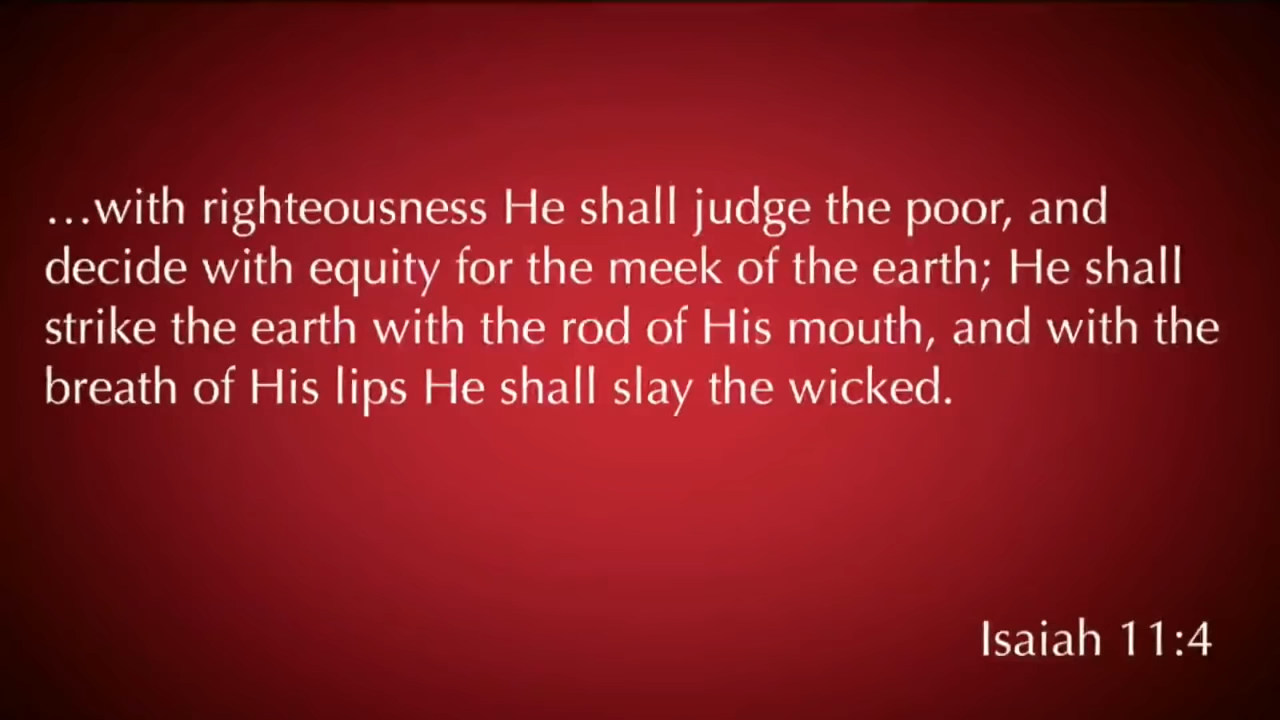 …with righteousness He shall judge the poor, and
decide with equity for the meek of the earth; He shall
strike the earth with the rod of His mouth, and with the
breath of His lips He shall slay the wicked.
Isaiah 11:4